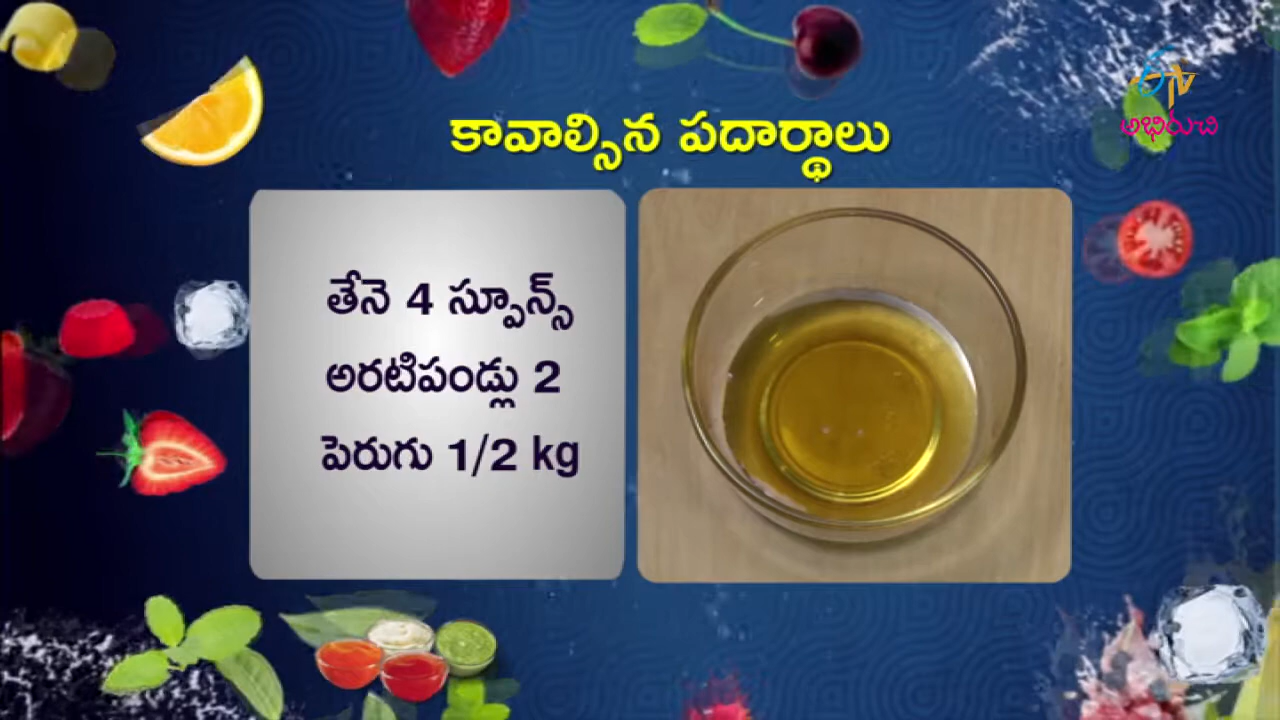 ETV
అభిరుచి
కావాల్సిన పదార్థాలు
తేనె 4 స్పూన్స్
అరటిపండ్లు 2
పెరుగు 1/2 kg